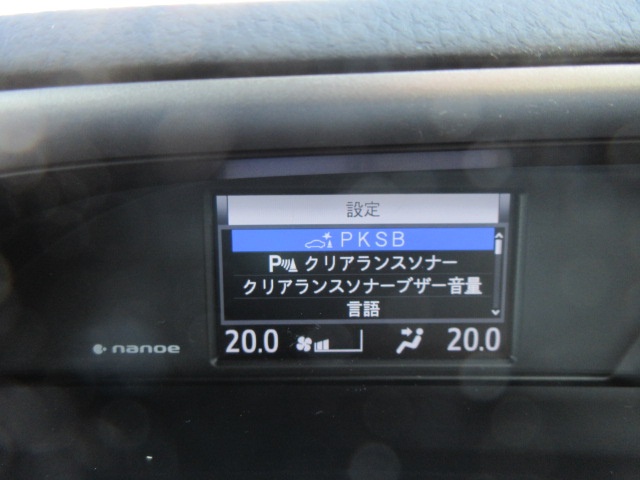 設定
PKSB
P クリアランスソナー
クリアランスソナーブザー音量
言語
20.0 20.0
nanoe